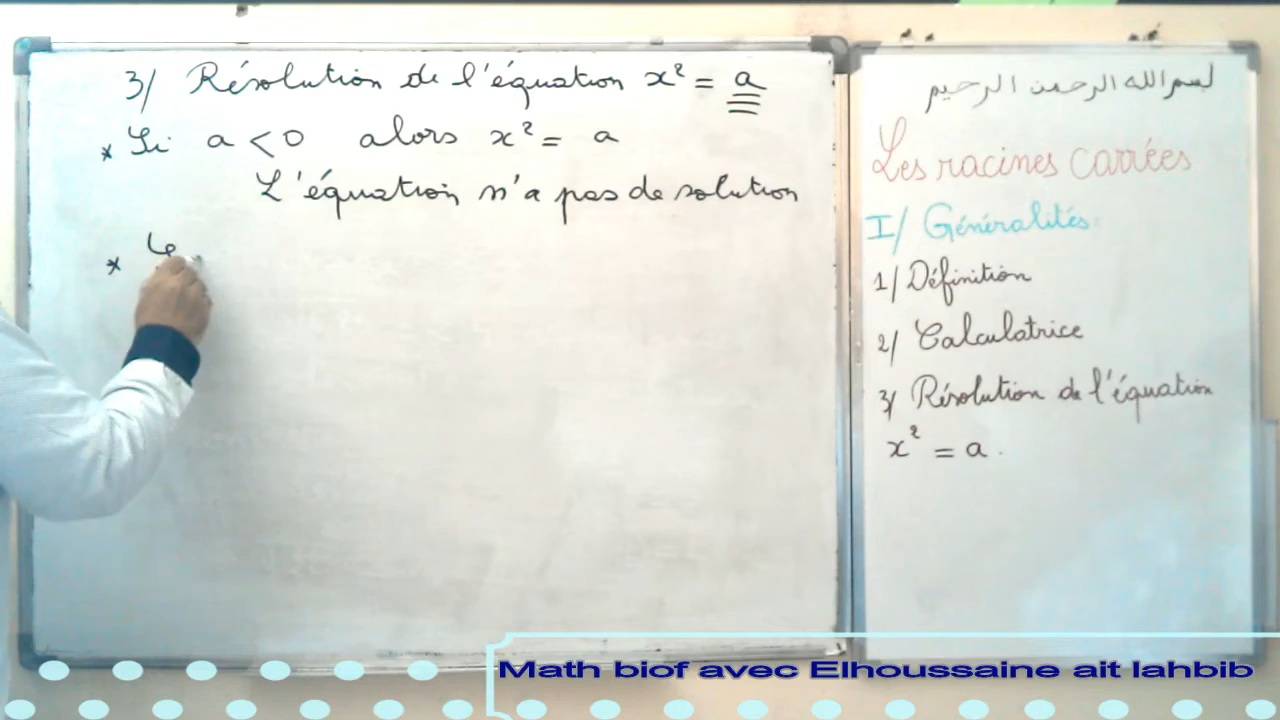 3/ Résolution de l'équation x² = a
* Si a < 0 alors x² = a
L'équation n'a pas de solution
*
بسم الله الرحمن الرحيم
Les racines carrées
I/ Généralités
1/ Définition
2/ Calculatrice
3/ Résolution de l'équation
x² = a.
Math biof avec Elhoussaine ait lahbib